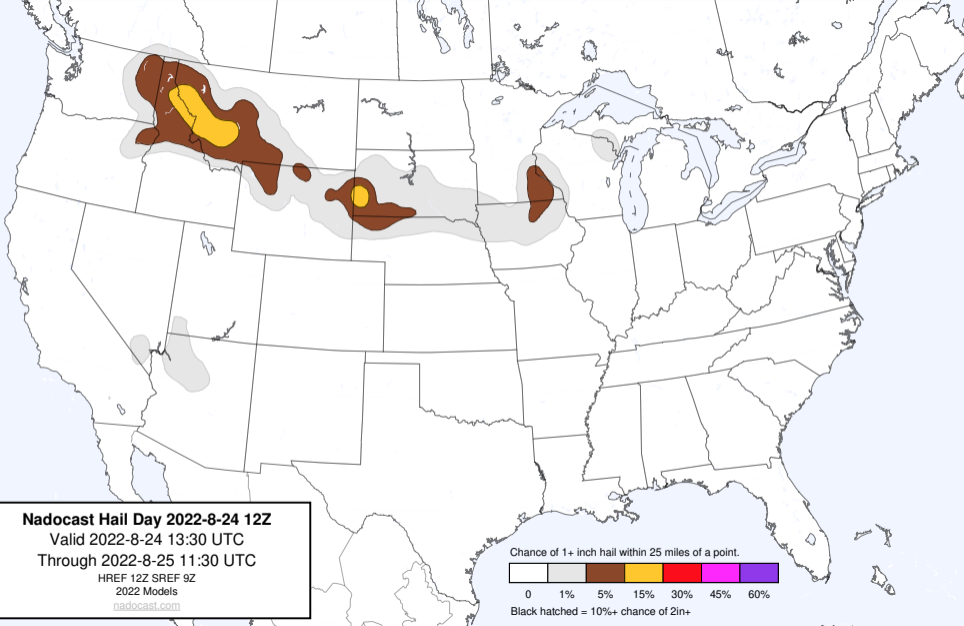 Nadocast Hail Day 2022-8-24 12Z
Valid 2022-8-24 13:30 UTC
Through 2022-8-25 11:30 UTC
HREF 12Z SREF 9Z
2022 Models
nadocast.com
Chance of 1+ inch hail within 25 miles of a point.
0 1% 5% 15% 30% 45% 60%
Black hatched = 10%+ chance of 2in+